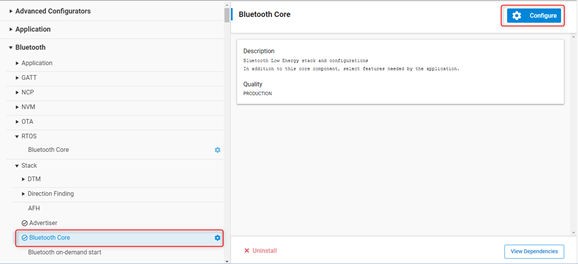 Advanced Configurators
Application
Bluetooth
Application
GATT
NCP
NVM
OTA
RTOS
Bluetooth Core
Stack
DTM
Direction Finding
AFH
Advertiser
Bluetooth Core
Bluetooth on-demand start
Bluetooth Core
Configure
Description
Bluetooth Low Energy stack and configurations
In addition to this core component, select features needed by the application.
Quality
PRODUCTION
Uninstall
View Dependencies